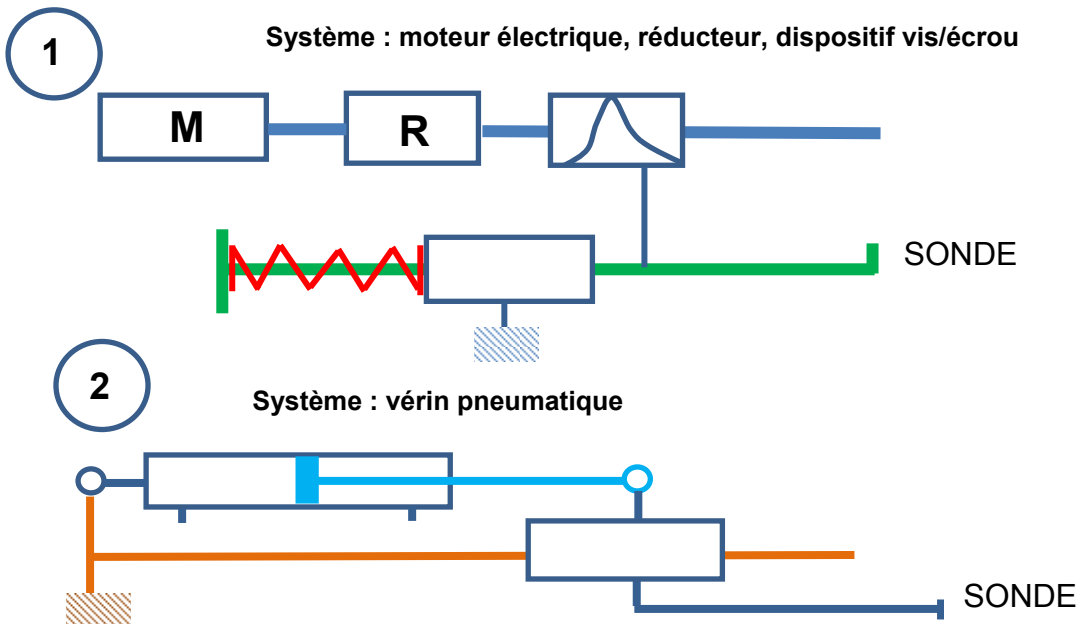 1
Système : moteur électrique, réducteur, dispositif vis/écrou
M
R
SONDE
2
Système : vérin pneumatique
SONDE